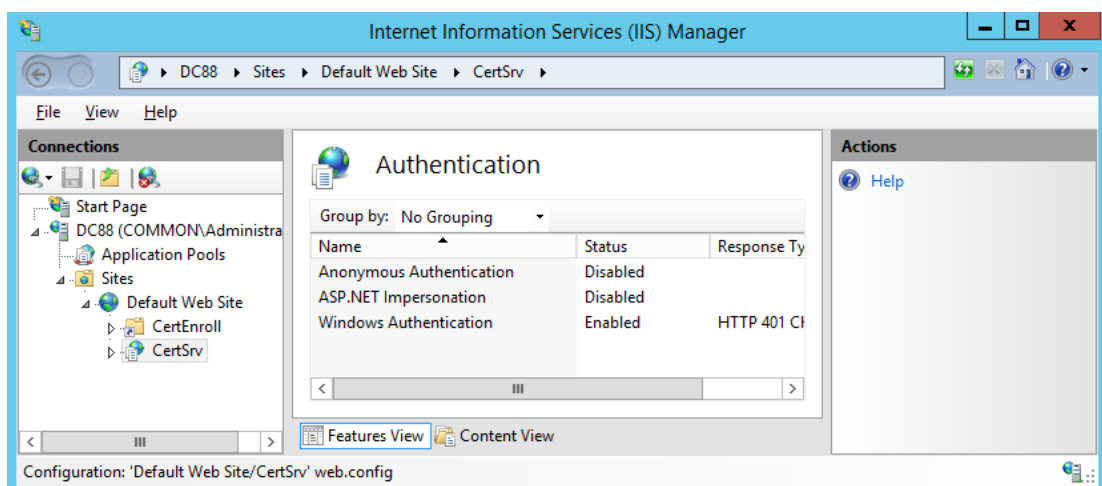 Internet Information Services (IIS) Manager
DC88 Sites Default Web Site CertSrv
File View Help
Connections
Start Page
DC88 (COMMON\Administra
Application Pools
Sites
Default Web Site
CertEnroll
CertSrv
Authentication
Group by: No Grouping
Name Status Response Ty
Anonymous Authentication Disabled
ASP.NET Impersonation Disabled
Windows Authentication Enabled HTTP 401 Ch
Features View Content View
Actions
Help
Configuration: 'Default Web Site/CertSrv' web.config